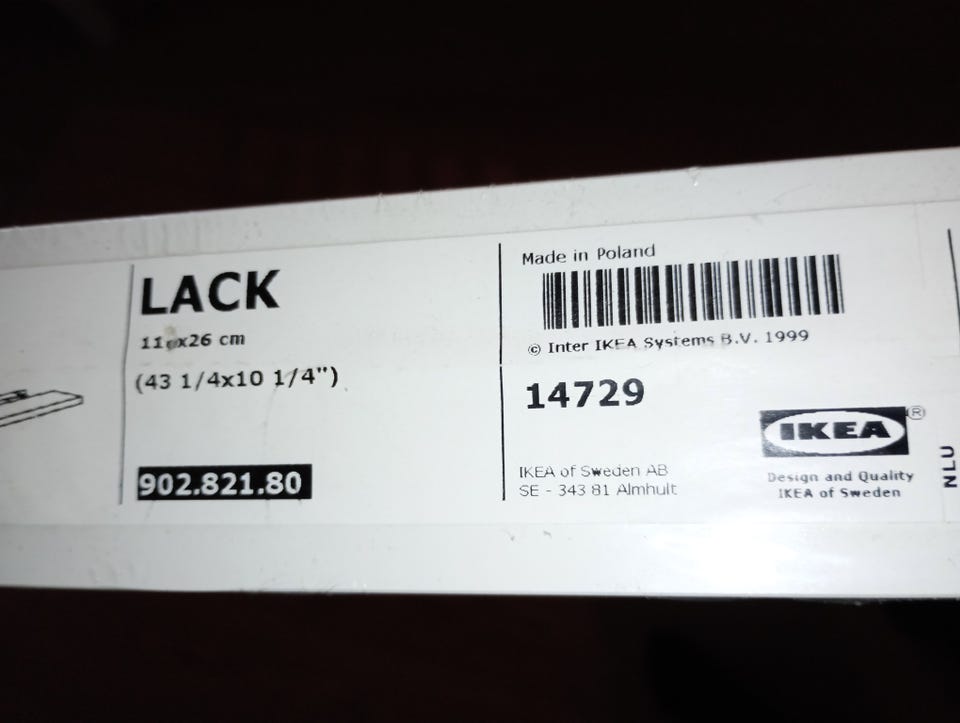 LACK
x26 cm
(43 1/4x10 1/4")
902.821.80
Made in Poland
© Inter IKEA Systems B.V. 1999
14729
IKEA of Sweden AB
SE - 343 81 Almhult
IKEA®
Design and Quality
IKEA of Sweden
NLU